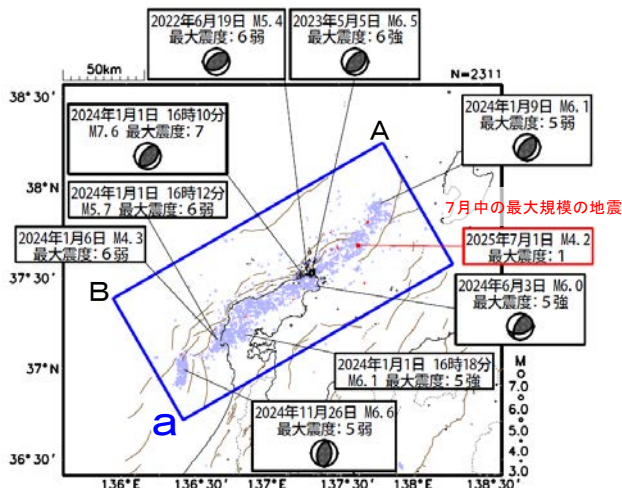 2022年6月19日 M5.4
最大震度：6弱
2023年5月5日 M6.5
最大震度：6強
50km
N=2311
38°30′
2024年1月1日 16時10分
M7.6 最大震度：7
A
2024年1月9日 M6.1
最大震度：5弱
38°N
2024年1月1日 16時12分
M5.7 最大震度：6弱
7月中の最大規模の地震
2024年1月6日 M4.3
最大震度：6弱
2025年7月1日 M4.2
最大震度：1
37°30′
B
2024年6月3日 M6.0
最大震度：5強
37°N
2024年1月1日 16時18分
M6.1 最大震度：5強
M
7.0
6.0
5.0
4.0
3.0
a
2024年11月26日 M6.6
最大震度：5弱
36°30′
136°E
136°30′
137°E
137°30′
138°E
138°30′